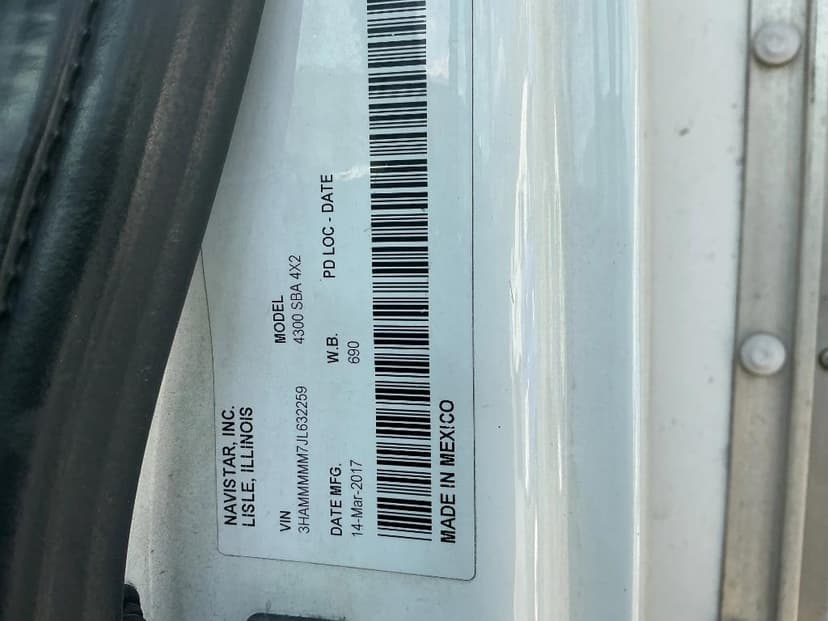 NAVISTAR, INC.
LISLE, ILLINOIS
VIN MODEL
3HAMMMMM7JL632259 4300 SBA 4X2
DATE MFG. W.B. PD LOC - DATE
14-Mar-2017 690
MADE IN MEXICO